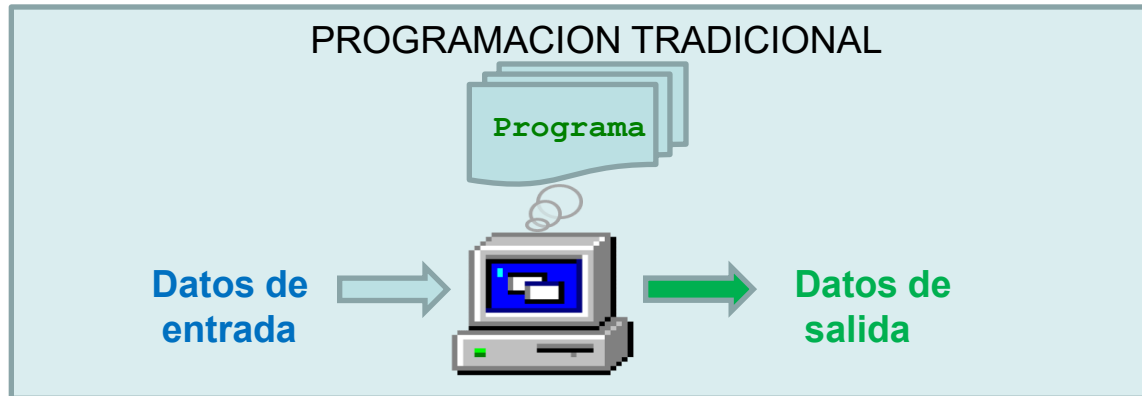 PROGRAMACION TRADICIONAL
Programa
Datos de
entrada
Datos de
salida